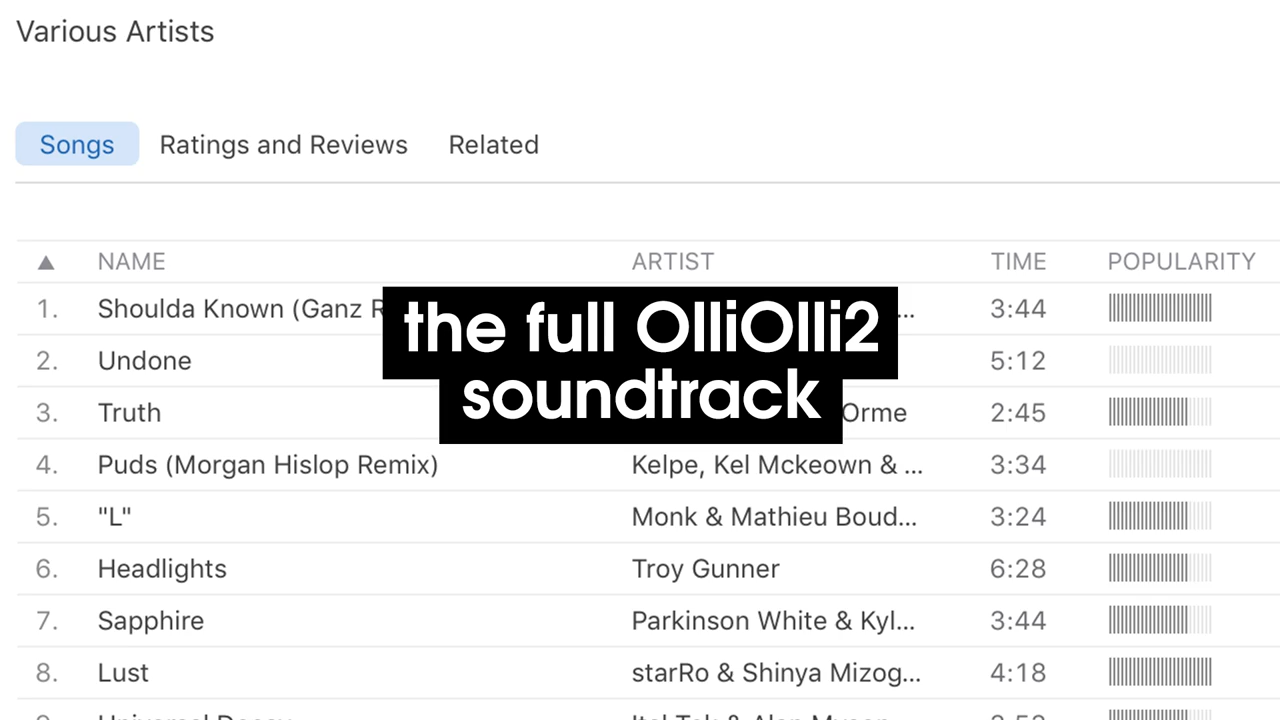 Various Artists
Songs Ratings and Reviews Related
▲ NAME ARTIST TIME POPULARITY
1. Shoulda Known (Ganz R ... 3:44
the full OlliOlli2
2. Undone 5:12
soundtrack
3. Truth Orme 2:45
4. Puds (Morgan Hislop Remix) Kelpe, Kel Mckeown & ... 3:34
5. "L" Monk & Mathieu Boud... 3:24
6. Headlights Troy Gunner 6:28
7. Sapphire Parkinson White & Kyl... 3:44
8. Lust starRo & Shinya Mizog... 4:18